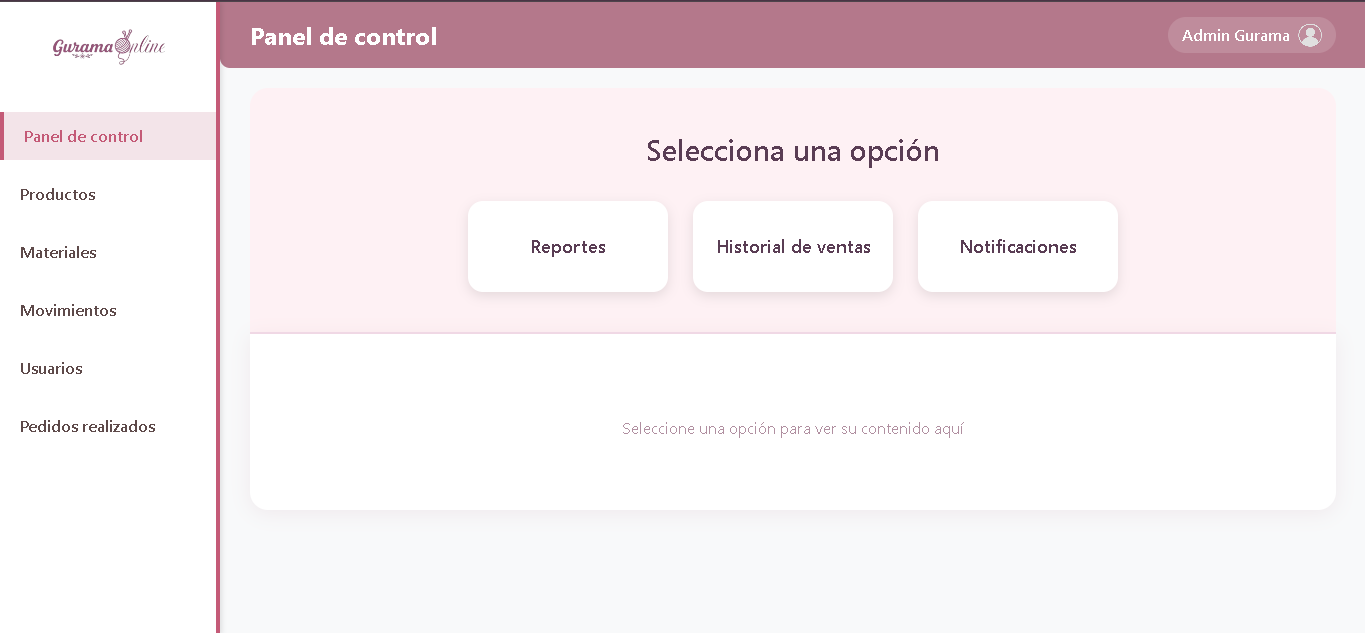 Gurama Online
Panel de control
Admin Gurama
Panel de control
Productos
Materiales
Movimientos
Usuarios
Pedidos realizados
Selecciona una opción
Reportes
Historial de ventas
Notificaciones
Seleccione una opción para ver su contenido aquí